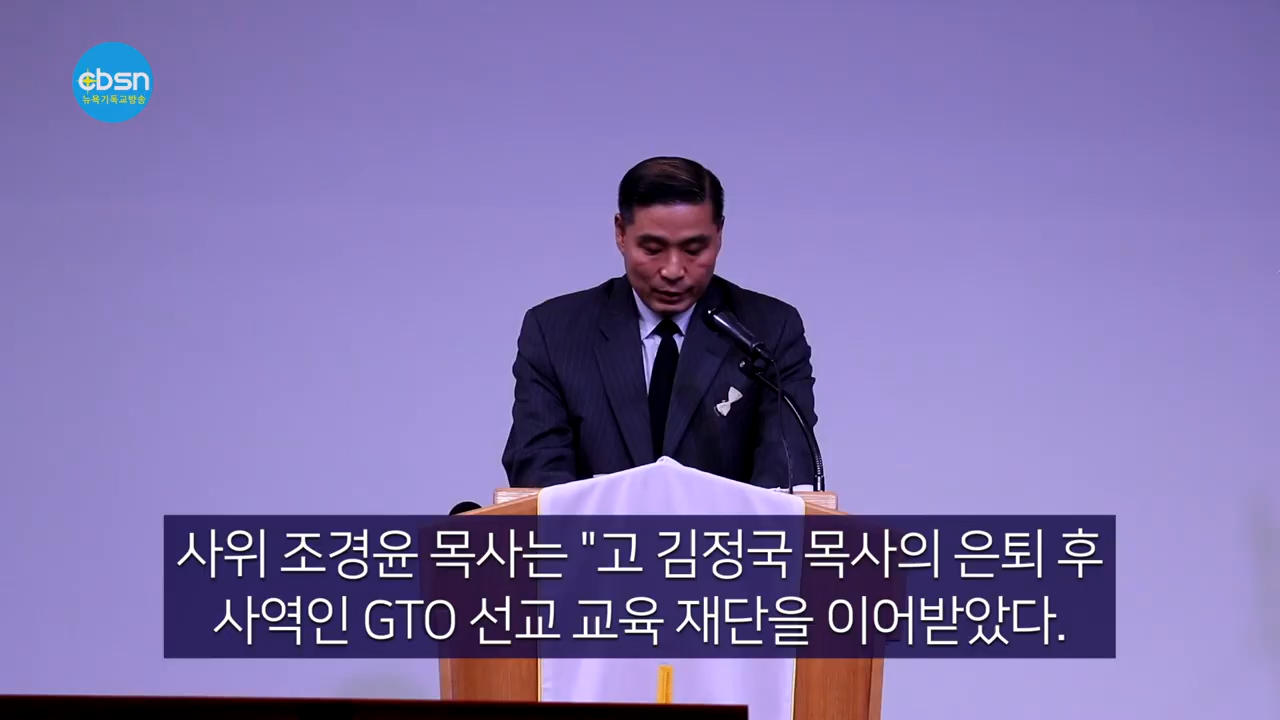 cbsn
뉴욕기독교방송
사위 조경윤 목사는 "고 김정국 목사의 은퇴 후
사역인 GTO 선교 교육 재단을 이어받았다.